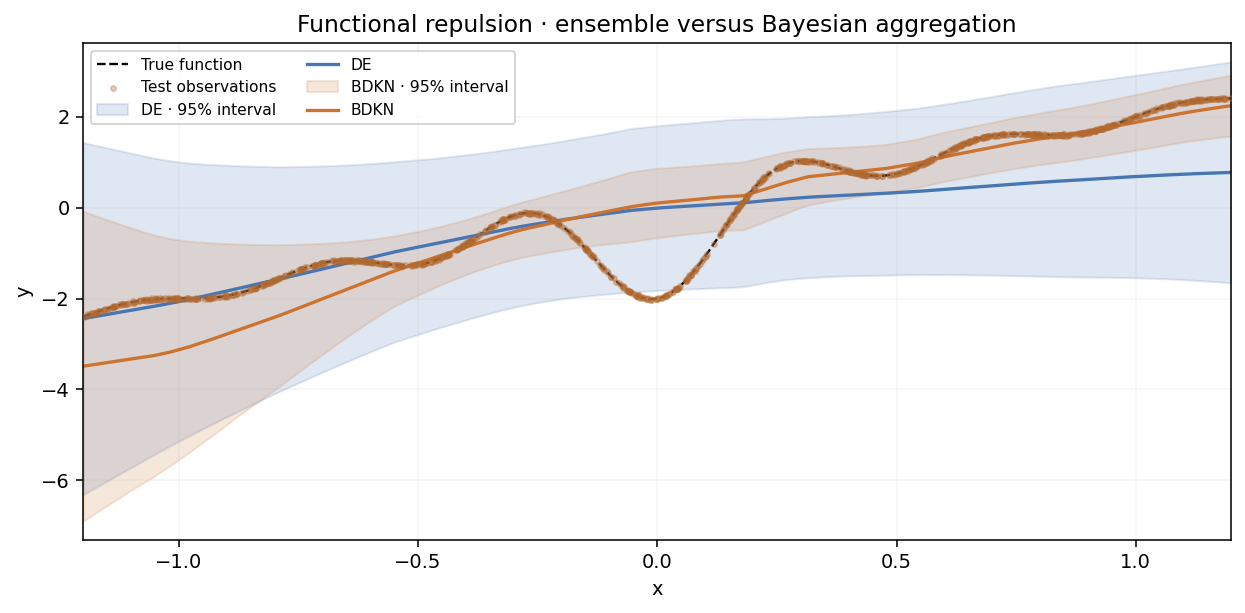 Functional repulsion · ensemble versus Bayesian aggregation
True function
Test observations
DE · 95% interval
DE
BDKN · 95% interval
BDKN
y
2
0
−2
−4
−6
−1.0
−0.5
0.0
0.5
1.0
x